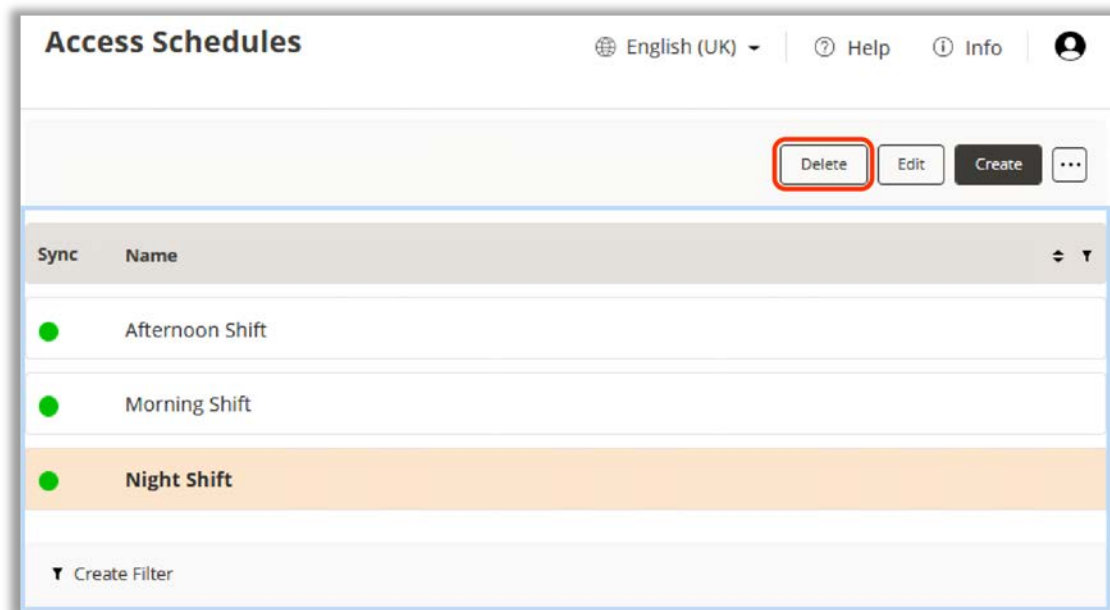 Access Schedules English (UK) Help Info
Delete Edit Create ...
Sync Name
Afternoon Shift
Morning Shift
Night Shift
Create Filter